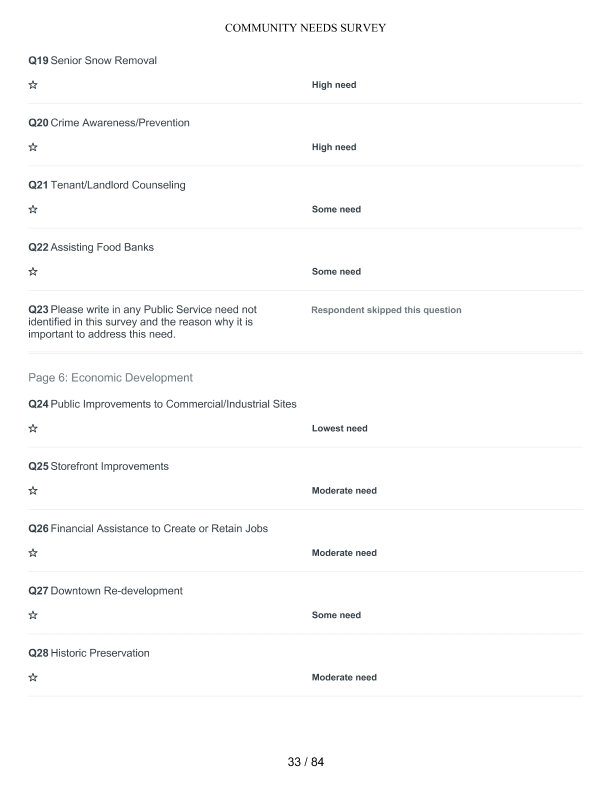 COMMUNITY NEEDS SURVEY
Q19 Senior Snow Removal
☆ High need
Q20 Crime Awareness/Prevention
☆ High need
Q21 Tenant/Landlord Counseling
☆ Some need
Q22 Assisting Food Banks
☆ Some need
Q23 Please write in any Public Service need not Respondent skipped this question
identified in this survey and the reason why it is
important to address this need.
Page 6: Economic Development
Q24 Public Improvements to Commercial/Industrial Sites
☆ Lowest need
Q25 Storefront Improvements
☆ Moderate need
Q26 Financial Assistance to Create or Retain Jobs
☆ Moderate need
Q27 Downtown Re-development
☆ Some need
Q28 Historic Preservation
☆ Moderate need
33 / 84